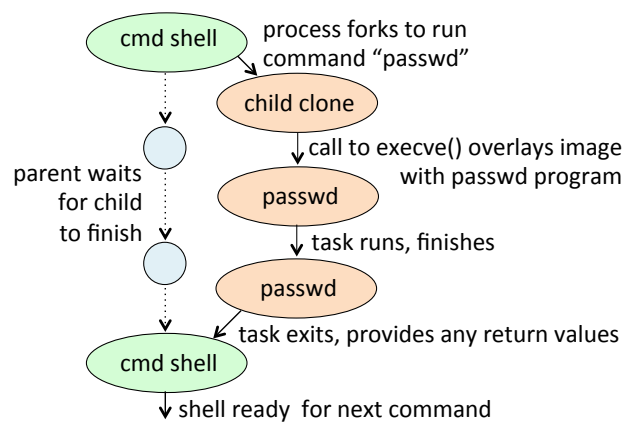 cmd shell
process forks to run
command “passwd”
child clone
call to execve() overlays image
with passwd program
parent waits
for child
to finish
passwd
task runs, finishes
passwd
task exits, provides any return values
cmd shell
shell ready for next command